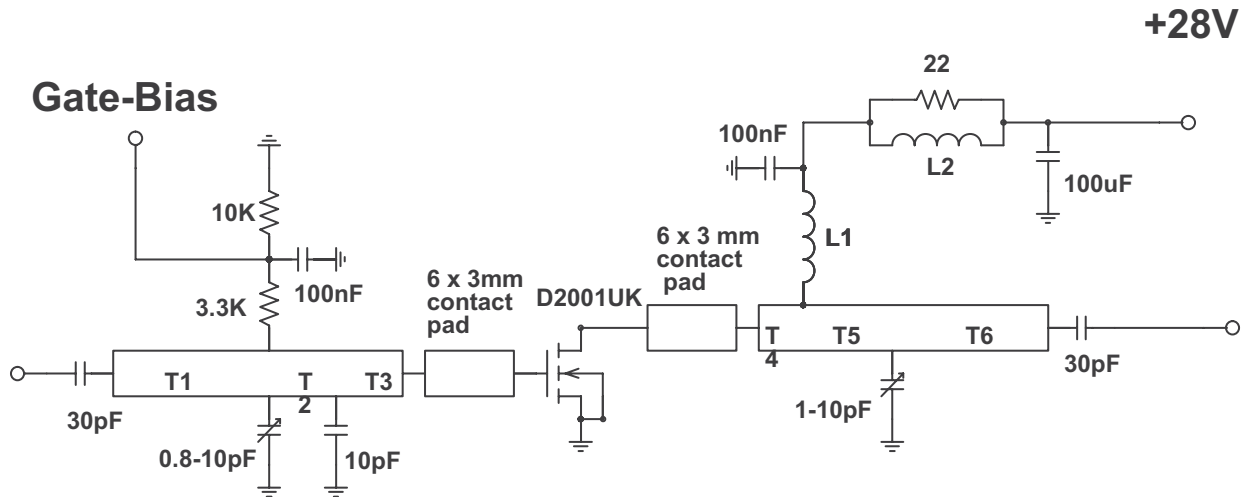 +28V
22
Gate-Bias
100nF
L2
100uF
10K
L1
6 x 3 mm
contact
pad
6 x 3mm
contact
pad
100nF
D2001UK
3.3K
T1
T
2
T3
T
4
T5
T6
30pF
30pF
1-10pF
0.8-10pF
10pF